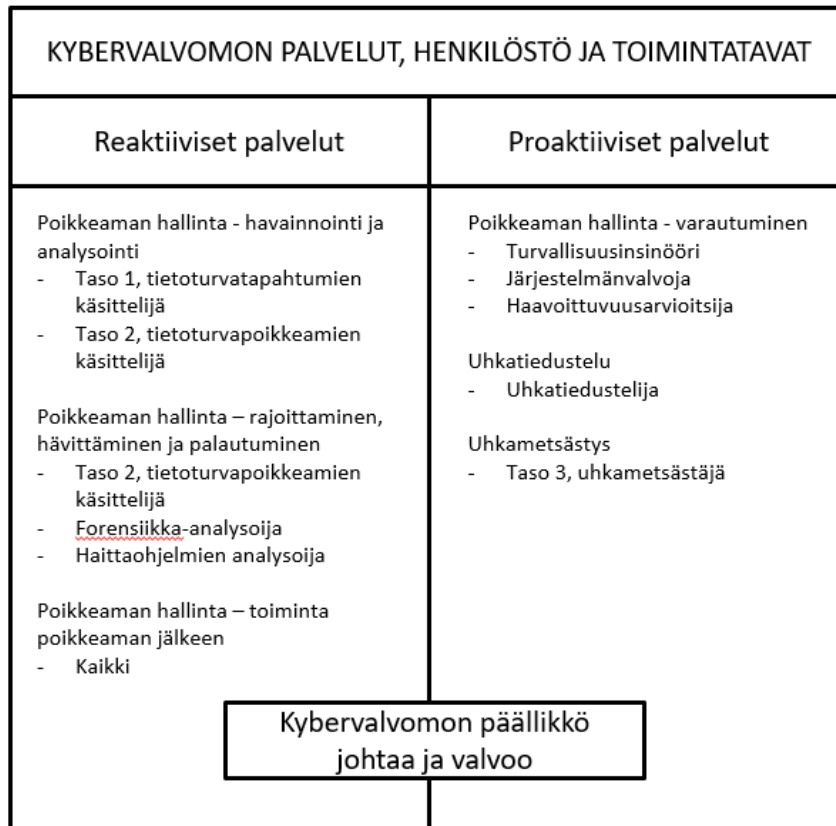 KYBERVALVOMON PALVELUT, HENKILÖSTÖ JA TOIMINTATAVAT
Reaktiiviset palvelut
Poikkeaman hallinta - havainnointi ja
analysointi
- Taso 1, tietoturvatapahtumien
käsittelijä
- Taso 2, tietoturvapoikkeamien
käsittelijä
Poikkeaman hallinta – rajoittaminen,
hävittäminen ja palautuminen
- Taso 2, tietoturvapoikkeamien
käsittelijä
- Forensiikka-analysoija
- Haittaohjelmien analysoija
Poikkeaman hallinta – toiminta
poikkeaman jälkeen
- Kaikki
Proaktiiviset palvelut
Poikkeaman hallinta - varautuminen
- Turvallisuusinsinööri
- Järjestelmänvalvoja
- Haavoittuvuusarvioitsija
Uhkatiedustelu
- Uhkatiedustelija
Uhkametsästys
- Taso 3, uhkametsästäjä
Kybervalvomon päällikkö
johtaa ja valvoo